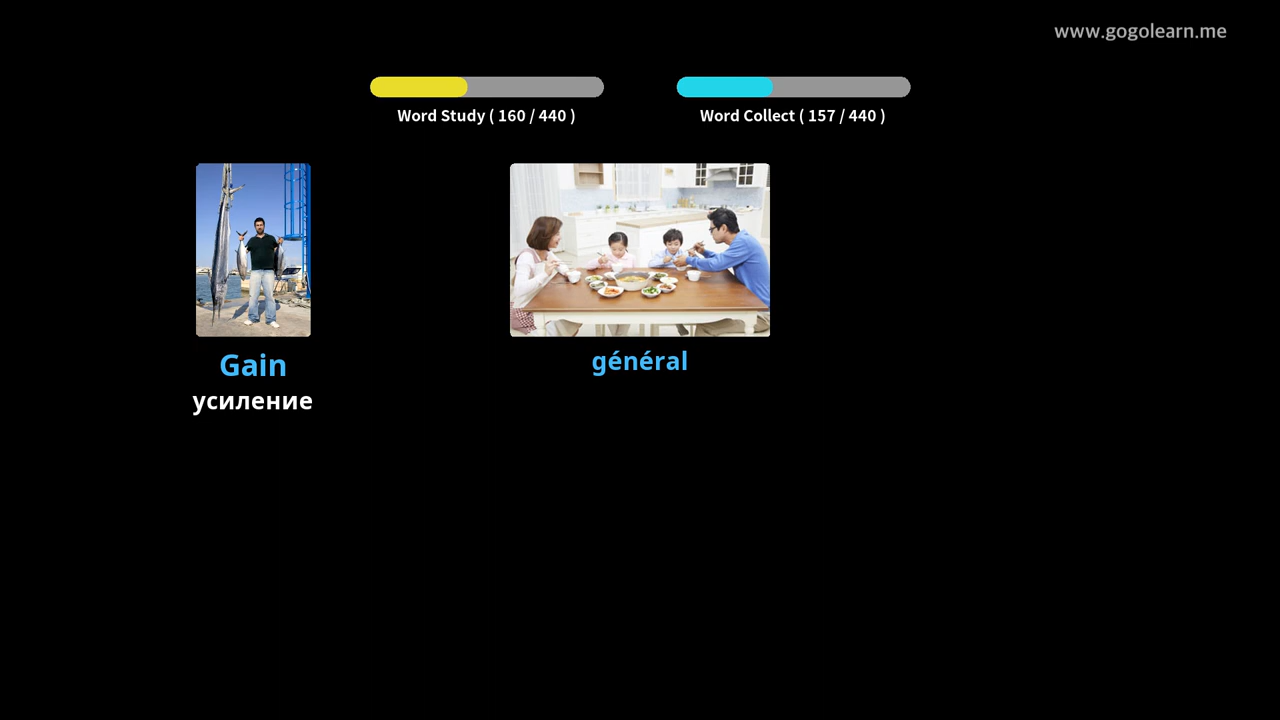 www.gogolearn.me
Word Study ( 160 / 440 )
Word Collect ( 157 / 440 )
Gain
усиление
général